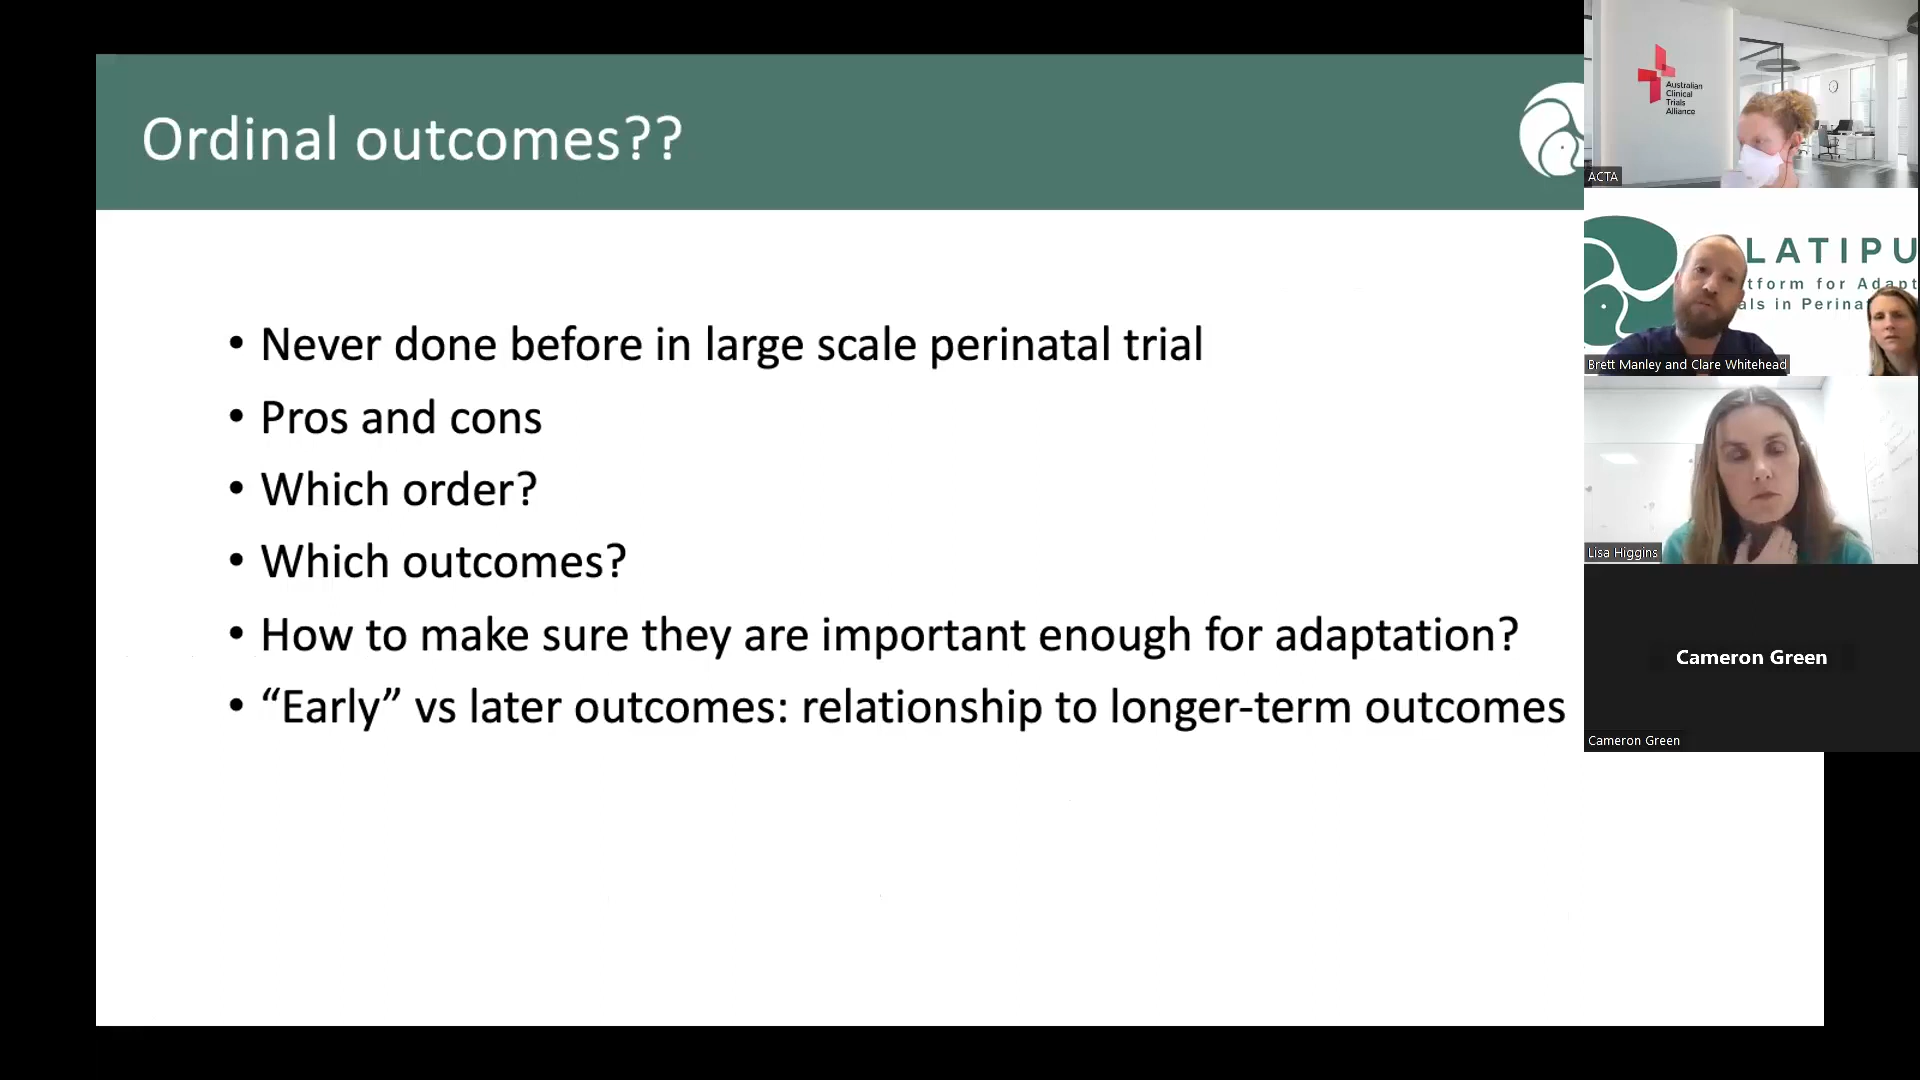 Ordinal outcomes??
• Never done before in large scale perinatal trial
• Pros and cons
• Which order?
• Which outcomes?
• How to make sure they are important enough for adaptation?
• “Early” vs later outcomes: relationship to longer-term outcomes
Australian
Clinical
Trials
Alliance
ACTA
LATIPU
tform for Adapt
als in Perina
Brett Manley and Clare Whitehead
Lisa Higgins
Cameron Green
Cameron Green